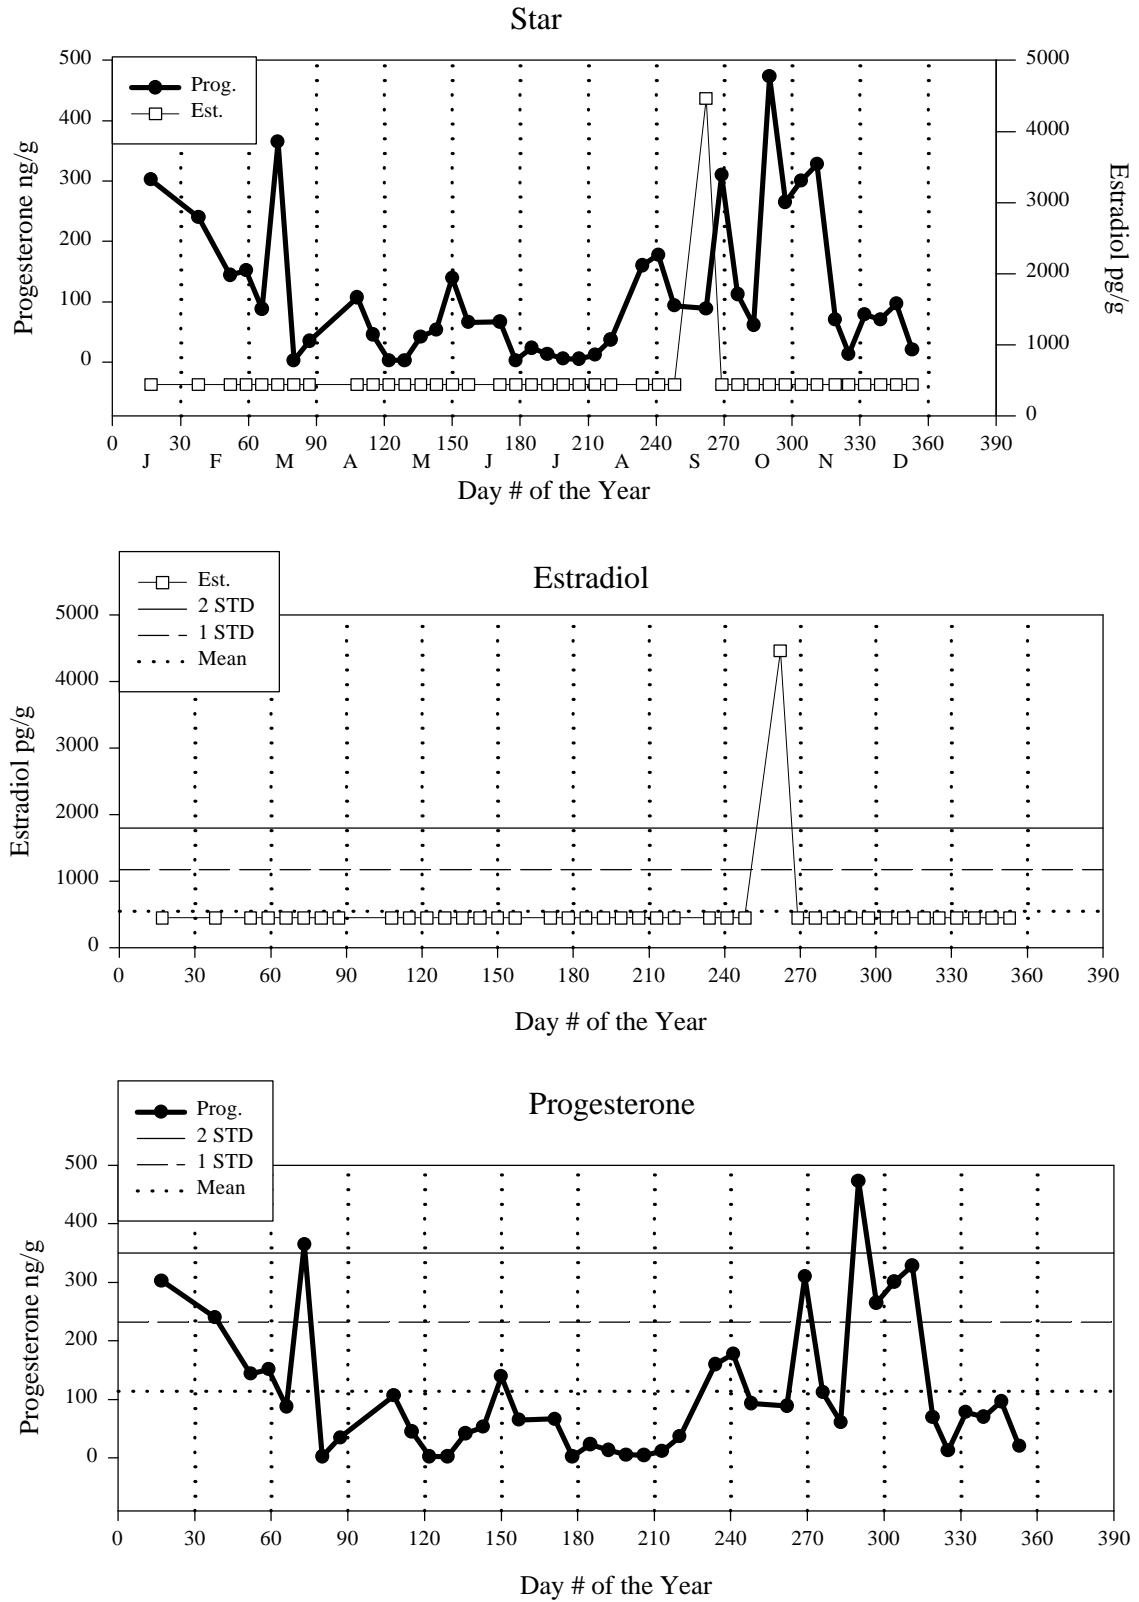 Star
Prog.
Est.
500
400
300
200
100
0
Progesterone ng/g
5000
4000
3000
2000
1000
0
Estradiol pg/g
0 30 60 90 120 150 180 210 240 270 300 330 360 390
J F M A M J J A S O N D
Day # of the Year
Est.
2 STD
1 STD
Mean
Estradiol
5000
4000
3000
2000
1000
0
Estradiol pg/g
0 30 60 90 120 150 180 210 240 270 300 330 360 390
Day # of the Year
Prog.
2 STD
1 STD
Mean
Progesterone
500
400
300
200
100
0
Progesterone ng/g
0 30 60 90 120 150 180 210 240 270 300 330 360 390
Day # of the Year